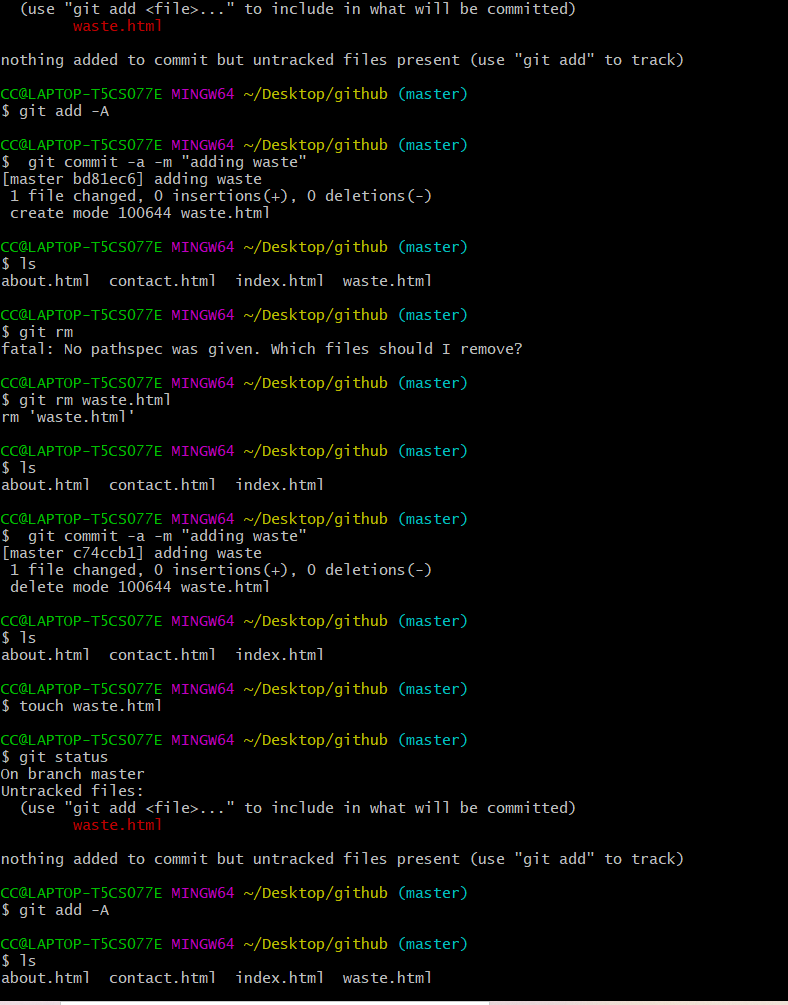 (use "git add <file>..." to include in what will be committed)
waste.html
nothing added to commit but untracked files present (use "git add" to track)
CC@LAPTOP-T5CSO77E MINGW64 ~/Desktop/github (master)
$ git add -A
CC@LAPTOP-T5CSO77E MINGW64 ~/Desktop/github (master)
$  git commit -a -m "adding waste"
[master bd81ec6] adding waste
 1 file changed, 0 insertions(+), 0 deletions(-)
 create mode 100644 waste.html
CC@LAPTOP-T5CSO77E MINGW64 ~/Desktop/github (master)
$ ls
about.html  contact.html  index.html  waste.html
CC@LAPTOP-T5CSO77E MINGW64 ~/Desktop/github (master)
$ git rm
fatal: No pathspec was given. Which files should I remove?
CC@LAPTOP-T5CSO77E MINGW64 ~/Desktop/github (master)
$ git rm waste.html
rm 'waste.html'
CC@LAPTOP-T5CSO77E MINGW64 ~/Desktop/github (master)
$ ls
about.html  contact.html  index.html
CC@LAPTOP-T5CSO77E MINGW64 ~/Desktop/github (master)
$  git commit -a -m "adding waste"
[master c74ccb1] adding waste
 1 file changed, 0 insertions(+), 0 deletions(-)
 delete mode 100644 waste.html
CC@LAPTOP-T5CSO77E MINGW64 ~/Desktop/github (master)
$ ls
about.html  contact.html  index.html
CC@LAPTOP-T5CSO77E MINGW64 ~/Desktop/github (master)
$ touch waste.html
CC@LAPTOP-T5CSO77E MINGW64 ~/Desktop/github (master)
$ git status
On branch master
Untracked files:
  (use "git add <file>..." to include in what will be committed)
waste.html
nothing added to commit but untracked files present (use "git add" to track)
CC@LAPTOP-T5CSO77E MINGW64 ~/Desktop/github (master)
$ git add -A
CC@LAPTOP-T5CSO77E MINGW64 ~/Desktop/github (master)
$ ls
about.html  contact.html  index.html  waste.html